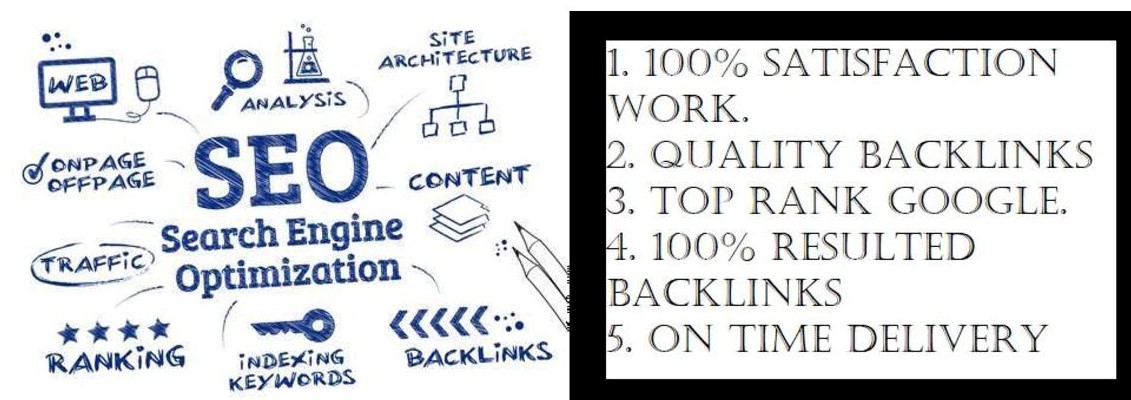 WEB
ANALYSIS
SITE
ARCHITECTURE
ONPAGE
OFFPAGE
SEO
Search Engine
Optimization
CONTENT
TRAFFIC
RANKING
INDEXING
KEYWORDS
BACKLINKS
1. 100% SATISFACTION
WORK.
2. QUALITY BACKLINKS
3. TOP RANK GOOGLE.
4. 100% RESULTED
BACKLINKS
5. ON TIME DELIVERY